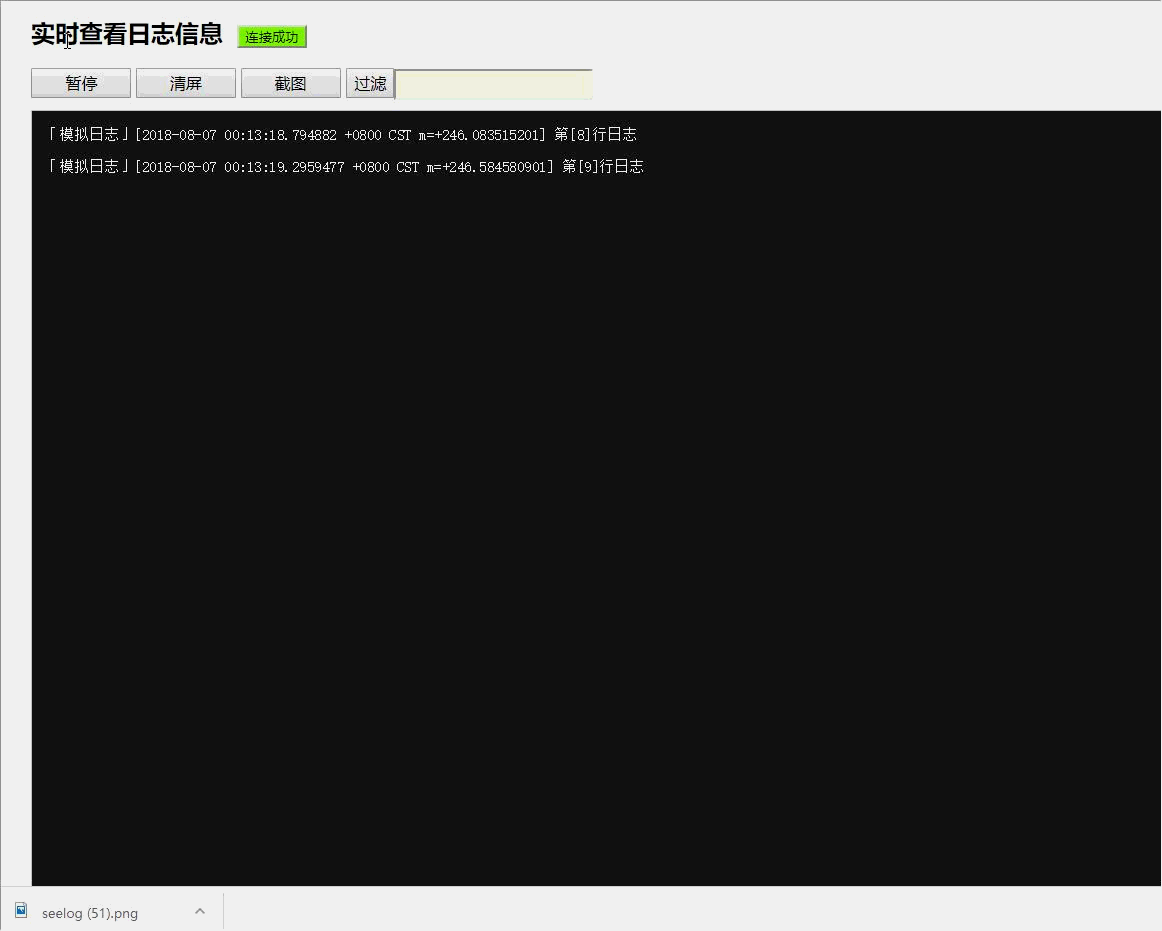 实时查看日志信息 连接成功
暂停 清屏 截图 过滤
「模拟日志」[2018-08-07 00:13:18.794882 +0800 CST m=+246.083515201] 第[8]行日志
「模拟日志」[2018-08-07 00:13:19.2959477 +0800 CST m=+246.584580901] 第[9]行日志
seelog (51).png